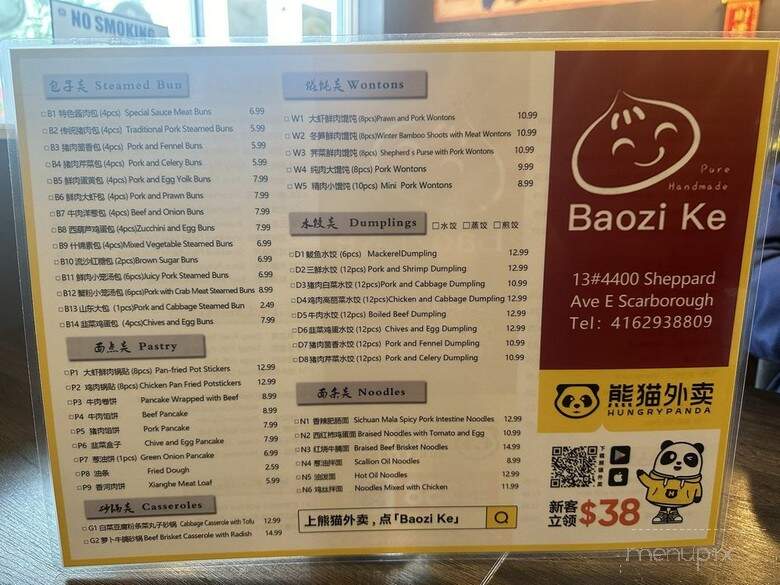 NO SMOKING
包子类 Steamed Bun
B1 特色酱肉包 (4pcs) Special Sauce Meat Buns 6.99
B2 传统猪肉包 (4pcs) Traditional Pork Steamed Buns 5.99
B3 猪肉茴香包 (4pcs) Pork and Fennel Buns 5.99
B4 猪肉芹菜包 (4pcs) Pork and Celery Buns 5.99
B5 鲜肉蛋黄包 (4pcs) Pork and Egg Yolk Buns 7.99
B6 鲜肉大虾包 (4pcs) Pork and Prawn Buns 7.99
B7 牛肉洋葱包 (4pcs) Beef and Onion Buns 7.99
B8 西葫芦鸡蛋包 (4pcs)Zucchini and Egg Buns 7.99
B9 什锦素包 (4pcs)Mixed Vegetable Steamed Buns 6.99
B10 流沙红糖包 (2pcs)Brown Sugar Buns 6.99
B11 鲜肉小笼汤包(6pcs)Juicy Pork Steamed Buns 6.99
B12 蟹粉小笼汤包(6pcs)Pork with Crab Meat Steamed Buns 8.99
B13 山东大包 (1pcs)Pork and Cabbage Steamed Bun 2.49
B14 韭菜鸡蛋包 (4pcs)Chives and Egg Buns 7.99
面点类 Pastry
P1 大虾鲜肉锅贴 (8pcs) Pan-fried Pot Stickers 12.99
P2 鸡肉锅贴 (8pcs) Chicken Pan Fried Potstickers 12.99
P3 牛肉卷饼 Pancake Wrapped with Beef 8.99
P4 牛肉馅饼 Beef Pancake 8.99
P5 猪肉馅饼 Pork Pancake 7.99
P6 韭菜盒子 Chive and Egg Pancake 7.99
P7 葱油饼 (1pcs) Green Onion Pancake 6.99
P8 油条 Fried Dough 2.59
P9 香河肉饼 Xianghe Meat Loaf 5.99
砂锅类 Casseroles
G1 白菜豆腐粉条菜丸子砂锅 Cabbage Casserole with Tofu 12.99
G2 萝卜牛腩砂锅 Beef Brisket Casserole with Radish 14.99
馄饨类 Wontons
W1 大虾鲜肉馄饨 (8pcs)Prawn and Pork Wontons 10.99
W2 冬笋鲜肉馄饨 (8pcs)Winter Bamboo Shoots with Meat Wontons 10.99
W3 荠菜鲜肉馄饨 (8pcs) Shepherd s Purse with Pork Wontons 10.99
W4 纯肉大馄饨 (8pcs) Pork Wontons 9.99
W5 精肉小馄饨 (10pcs) Mini Pork Wontons 8.99
水饺类 Dumplings □水饺 □蒸饺 □煎饺
D1 鲅鱼水饺 (6pcs) MackerelDumpling 12.99
D2 三鲜水饺 (12pcs) Pork and Shrimp Dumpling 12.99
D3 猪肉白菜水饺 (12pcs)Pork and Cabbage Dumpling 10.99
D4 鸡肉高丽菜水饺 (12pcs)Chicken and Cabbage Dumpling 12.99
D5 牛肉水饺 (12pcs) Boiled Beef Dumpling 12.99
D6 韭菜鸡蛋水饺 (12pcs) Chives and Egg Dumpling 12.99
D7 猪肉茴香水饺 (12pcs) Pork and Fennel Dumpling 10.99
D8 猪肉芹菜水饺 (12pcs) Pork and Celery Dumpling 10.99
面条类 Noodles
N1 香辣肥肠面 Sichuan Mala Spicy Pork Intestine Noodles 12.99
N2 西红柿鸡蛋面 Braised Noodles with Tomato and Egg 10.99
N3 红烧牛腩面 Braised Beef Brisket Noodles 14.99
N4 葱油拌面 Scallion Oil Noodles 8.99
N5 油泼面 Hot Oil Noodles 12.99
N6 鸡丝拌面 Noodles Mixed with Chicken 11.99
上熊猫外卖,点「Baozi Ke」
Pure
Handmade
Baozi Ke
13#4400 Sheppard
Ave E Scarborough
Tel: 4162938809
熊猫外卖
HUNGRYPANDA
新客
立领 $38
menupix